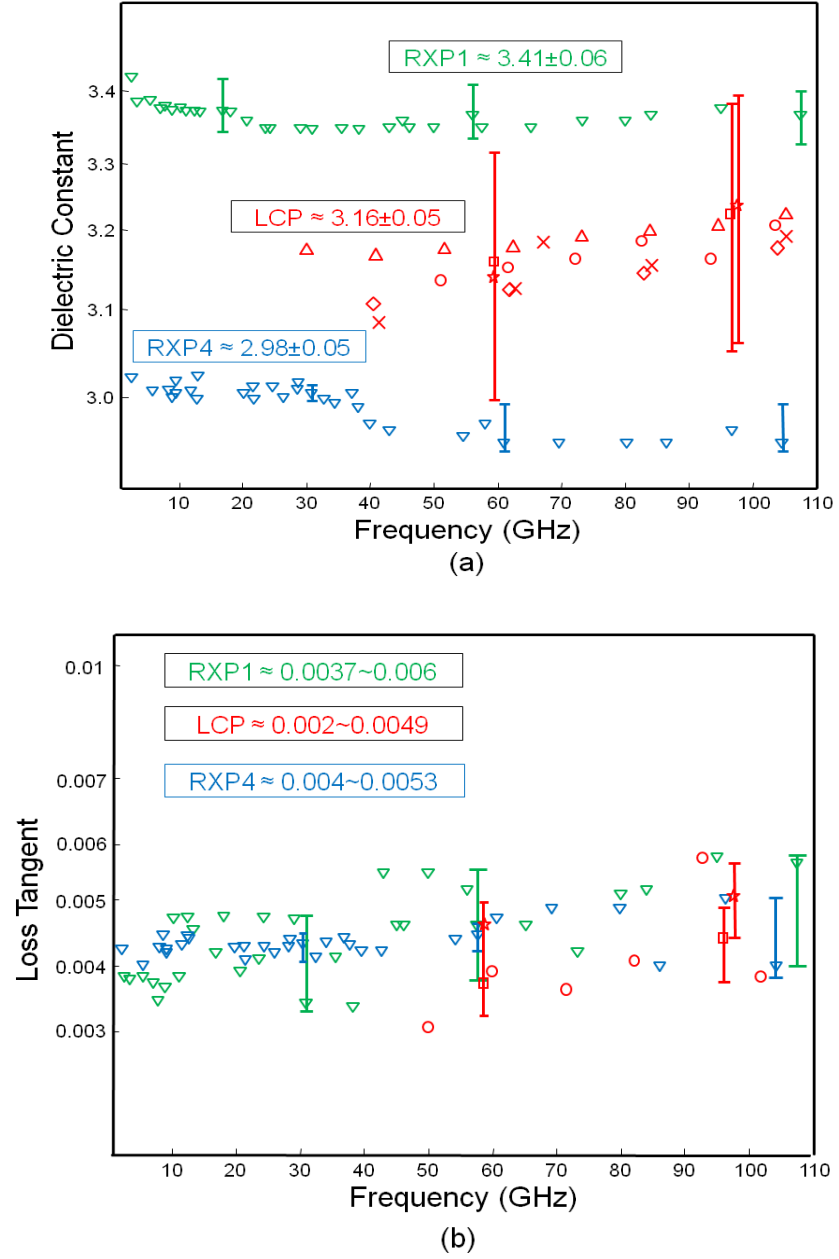 RXP1 ≈ 3.41±0.06
3.4
3.3
LCP ≈ 3.16±0.05
3.2
3.1
RXP4 ≈ 2.98±0.05
3.0
Dielectric Constant
10 20 30 40 50 60 70 80 90 100 110
Frequency (GHz)
(a)
0.01
RXP1 ≈ 0.0037~0.006
LCP ≈ 0.002~0.0049
RXP4 ≈ 0.004~0.0053
0.007
0.006
0.005
0.004
0.003
Loss Tangent
10 20 30 40 50 60 70 80 90 100 110
Frequency (GHz)
(b)